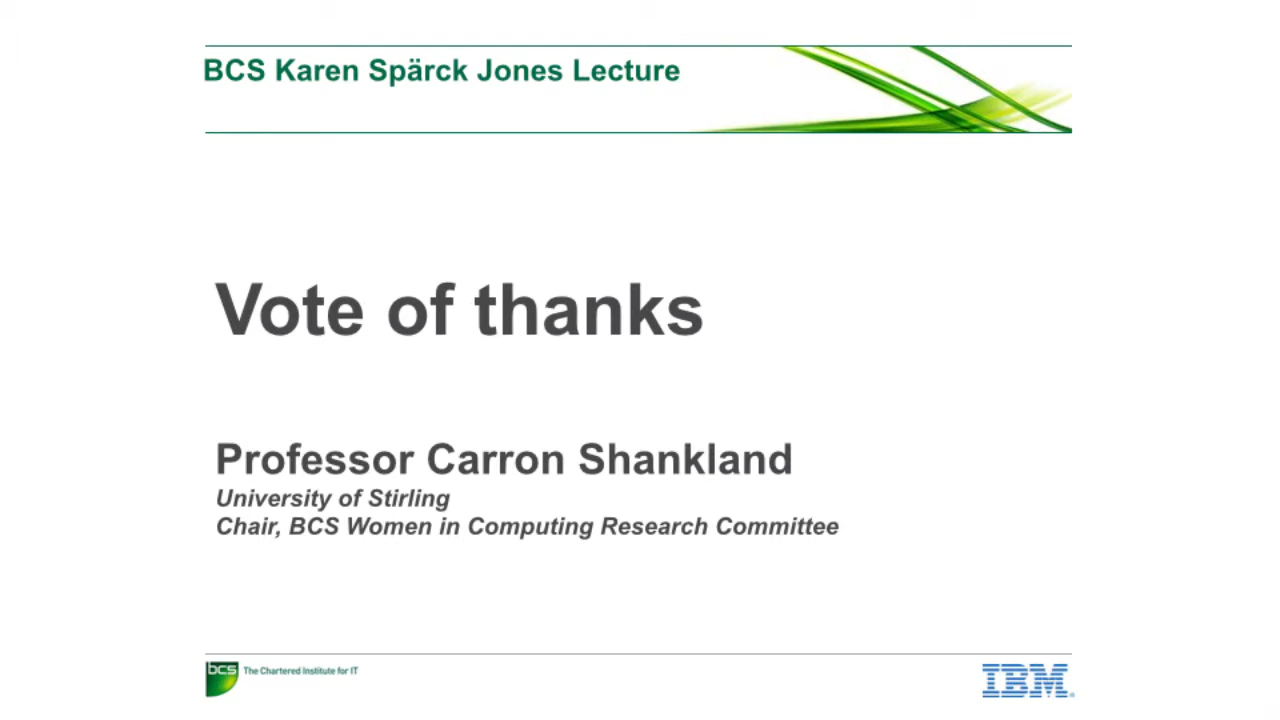 BCS Karen Spärck Jones Lecture
Vote of thanks
Professor Carron Shankland
University of Stirling
Chair, BCS Women in Computing Research Committee
bcs The Chartered Institute for IT
IBM